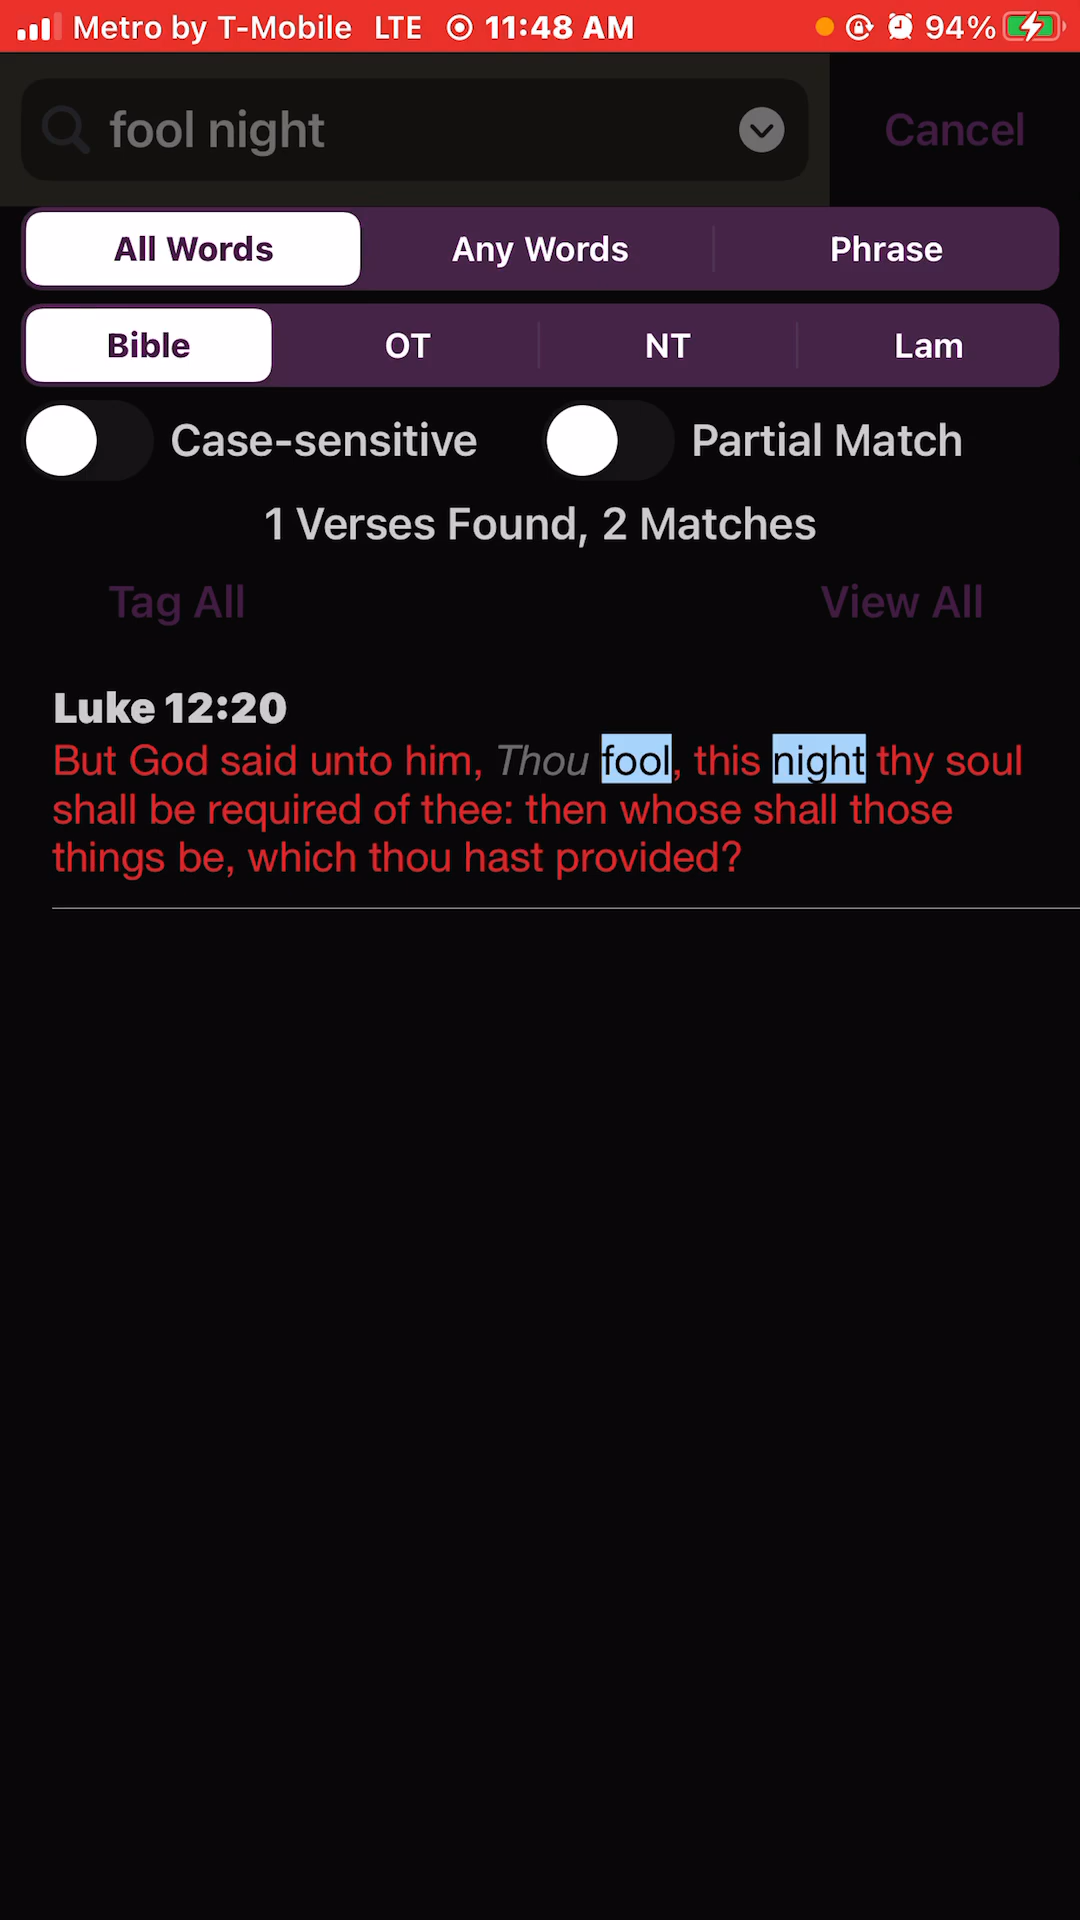 Metro by T-Mobile LTE 11:48 AM 94%
fool night
Cancel
All Words Any Words Phrase
Bible OT NT Lam
Case-sensitive Partial Match
1 Verses Found, 2 Matches
Tag All View All
Luke 12:20
But God said unto him, Thou fool, this night thy soul
shall be required of thee: then whose shall those
things be, which thou hast provided?